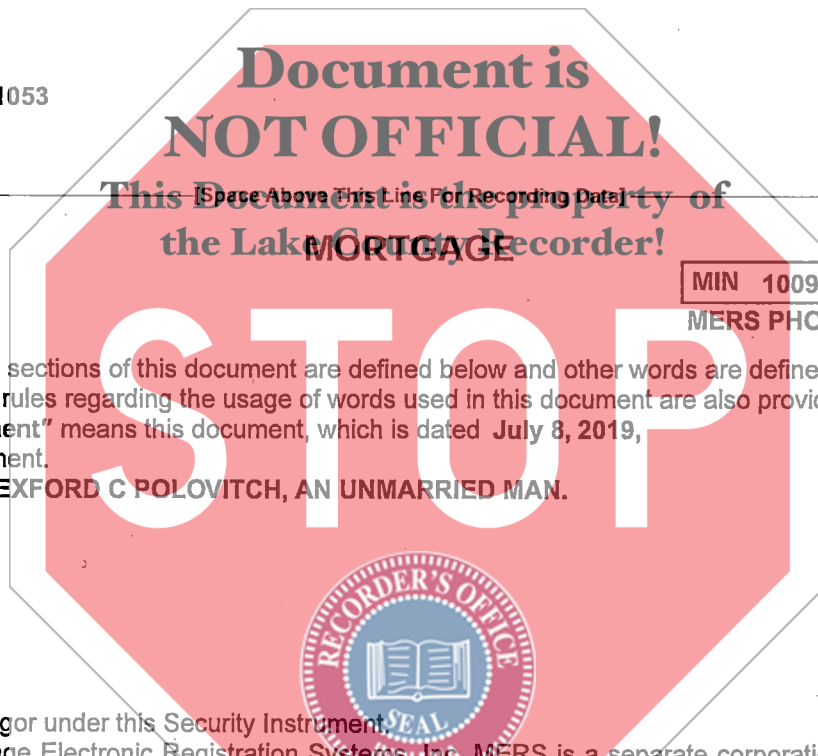 Document is
1053
NOT OFFICIAL!
This Document is the property of
[Space Above This Line For Recording Data]
the Lake County Recorder!
MORTGAGE
MIN 1009
MERS PHO
STOP
sections of this document are defined below and other words are define
rules regarding the usage of words used in this document are also provid
ent" means this document, which is dated July 8, 2019,
ent.
EXFORD C POLOVITCH, AN UNMARRIED MAN.
RECORDER'S OFFICE
SEAL
gor under this Security Instrument.
ge Electronic Registration Systems, Inc. MERS is a separate corporati